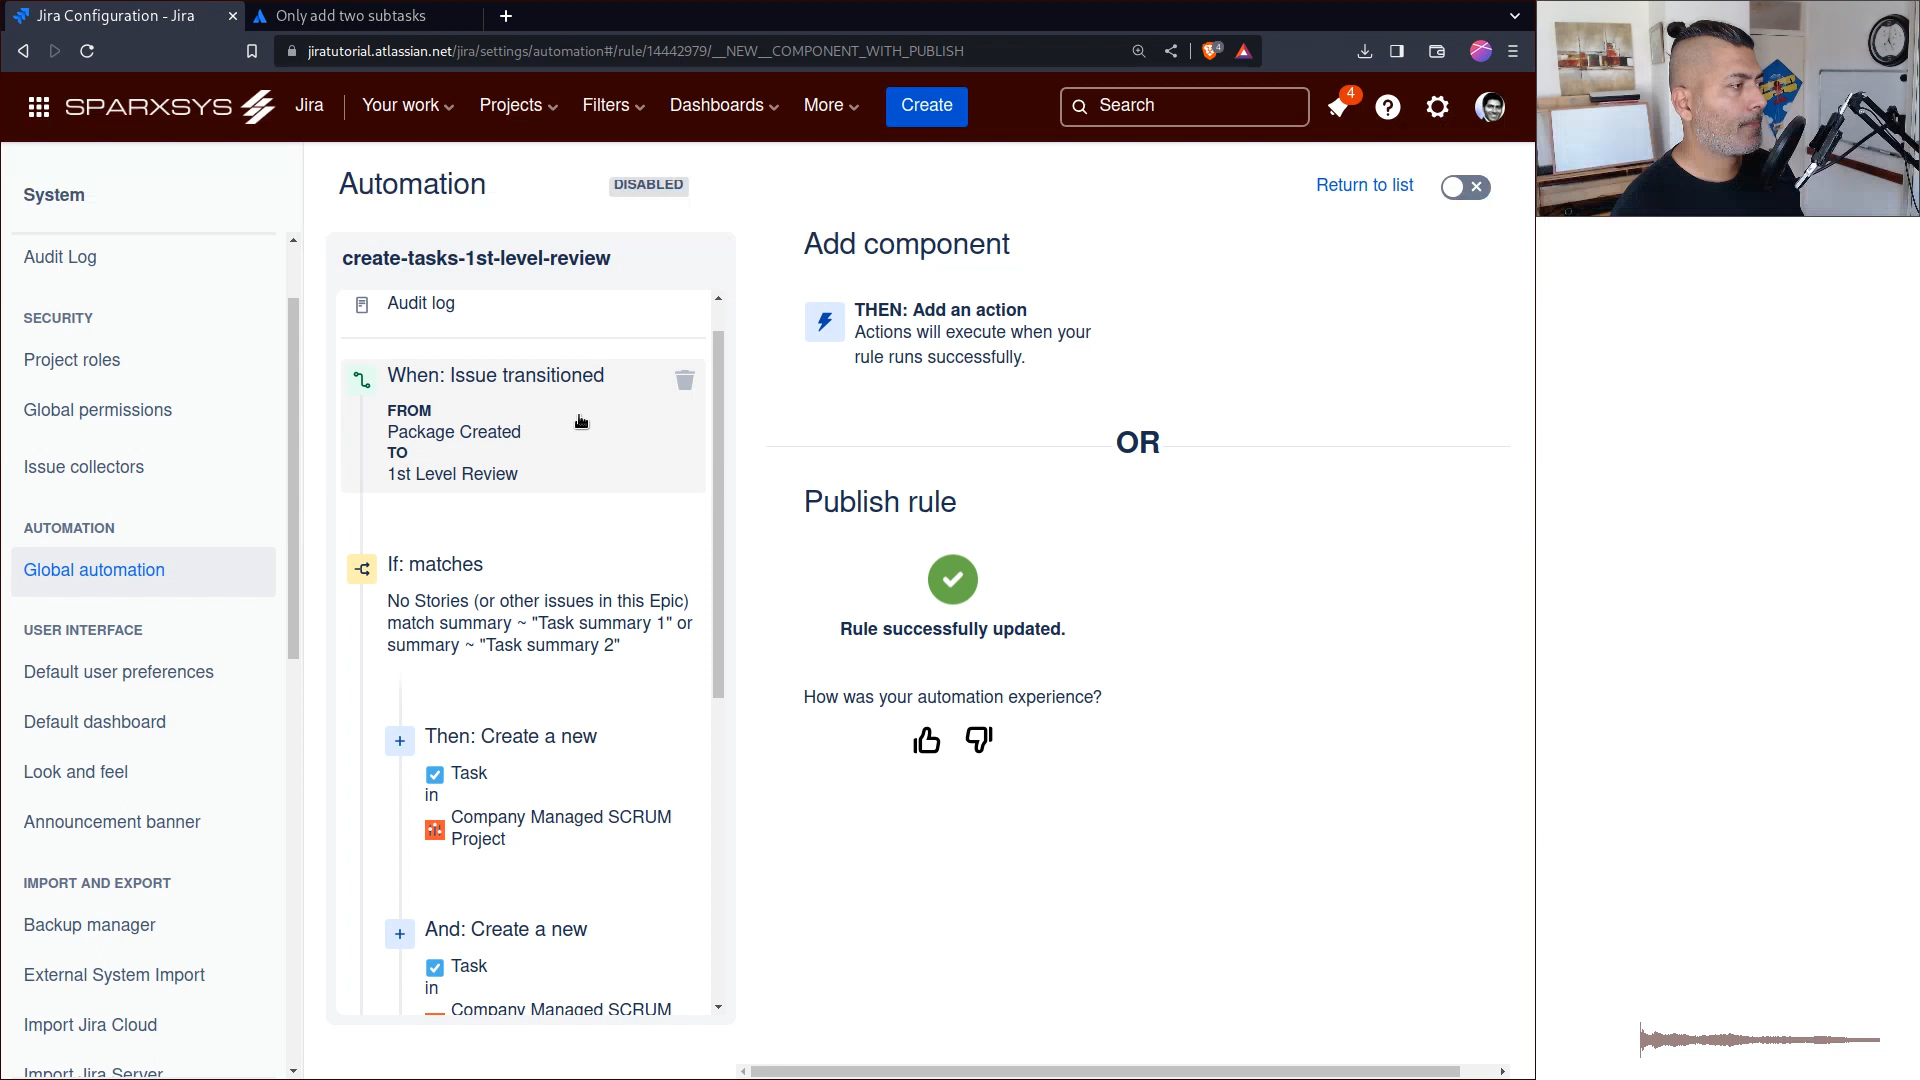 Jira Configuration - Jira
Only add two subtasks
jiratutorial.atlassian.net/jira/settings/automation#/rule/14442979/__NEW__COMPONENT_WITH_PUBLISH
4
SPARXSYS
Jira
Your work
Projects
Filters
Dashboards
More
Create
Search
4
System
Audit Log
SECURITY
Project roles
Global permissions
Issue collectors
AUTOMATION
Global automation
USER INTERFACE
Default user preferences
Default dashboard
Look and feel
Announcement banner
IMPORT AND EXPORT
Backup manager
External System Import
Import Jira Cloud
Import Jira Server
Automation
DISABLED
Return to list
create-tasks-1st-level-review
Audit log
When: Issue transitioned
FROM
Package Created
TO
1st Level Review
If: matches
No Stories (or other issues in this Epic)
match summary ~ "Task summary 1" or
summary ~ "Task summary 2"
Then: Create a new
Task
in
Company Managed SCRUM
Project
And: Create a new
Task
in
Company Managed SCRUM
Add component
THEN: Add an action
Actions will execute when your
rule runs successfully.
OR
Publish rule
Rule successfully updated.
How was your automation experience?